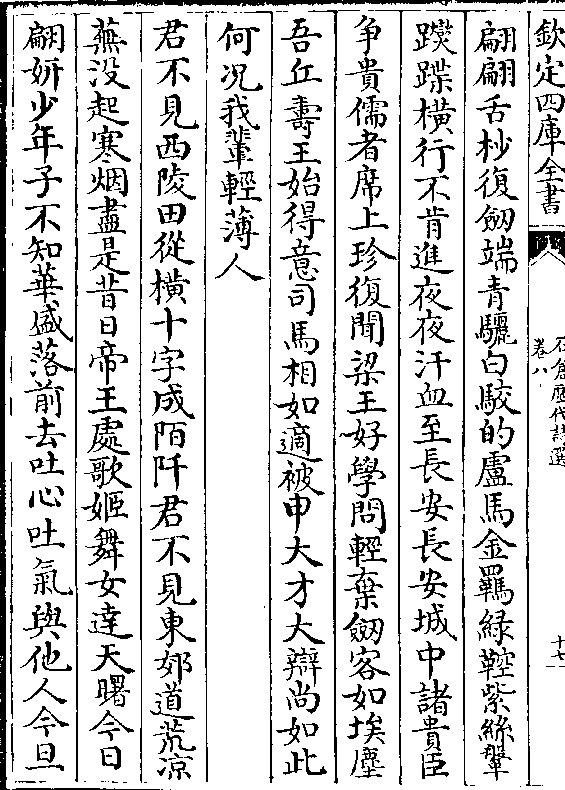 欽定四庫全書
石倉歷代詩選
卷八
十七
翩翩舌杪復劒端青驪白駮的盧馬金羈緑鞚紫絲鞶
蹀躞橫行不肯進夜夜汗血至長安長安城中諸貴臣
争貴儒者席上珍復聞梁王好學問輕棄劒客如埃塵
吾丘壽王始得意司馬相如適被申大才大辯尚如此
何况我輩輕薄人
君不見西陵田從橫十字成陌阡君不見東郊道荒凉
蕪没起寒烟盡是昔日帝王處歌姬舞女達天曙今日
翩妍少年子不知華盛落前去吐心吐氣與他人今旦